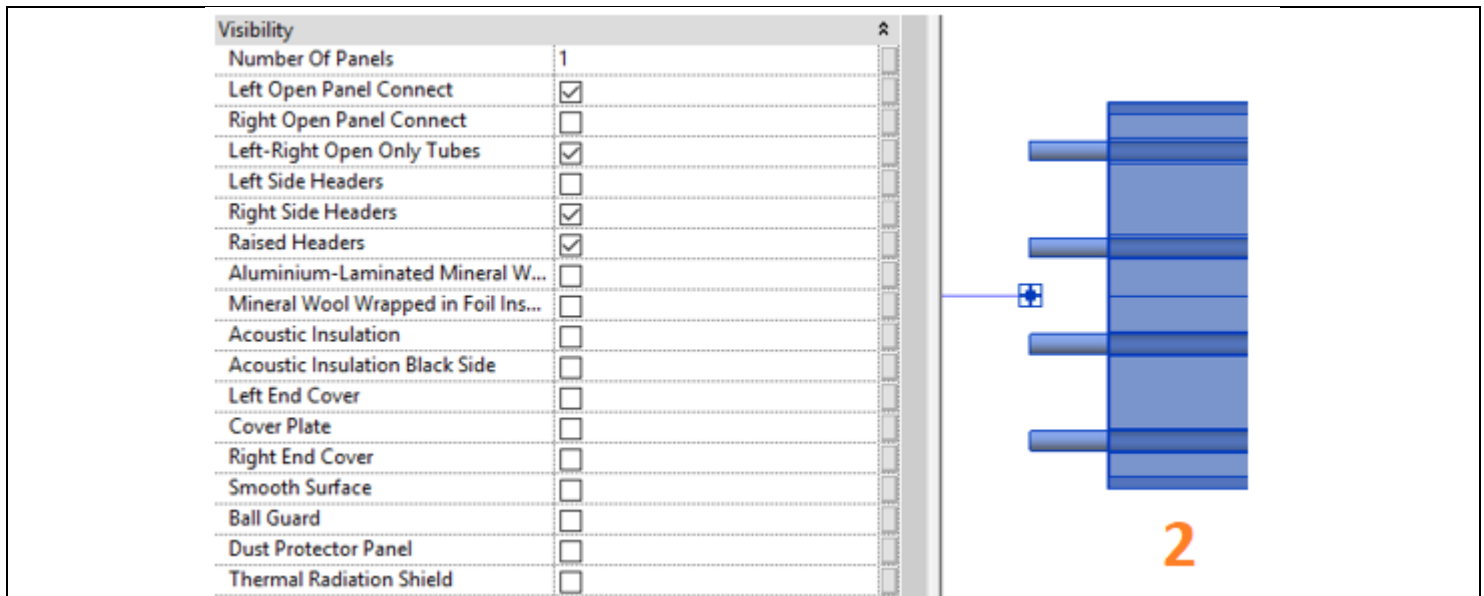 Visibility
Number Of Panels 1
Left Open Panel Connect
Right Open Panel Connect
Left-Right Open Only Tubes
Left Side Headers
Right Side Headers
Raised Headers
Aluminium-Laminated Mineral W...
Mineral Wool Wrapped in Foil Ins...
Acoustic Insulation
Acoustic Insulation Black Side
Left End Cover
Cover Plate
Right End Cover
Smooth Surface
Ball Guard
Dust Protector Panel
Thermal Radiation Shield
2